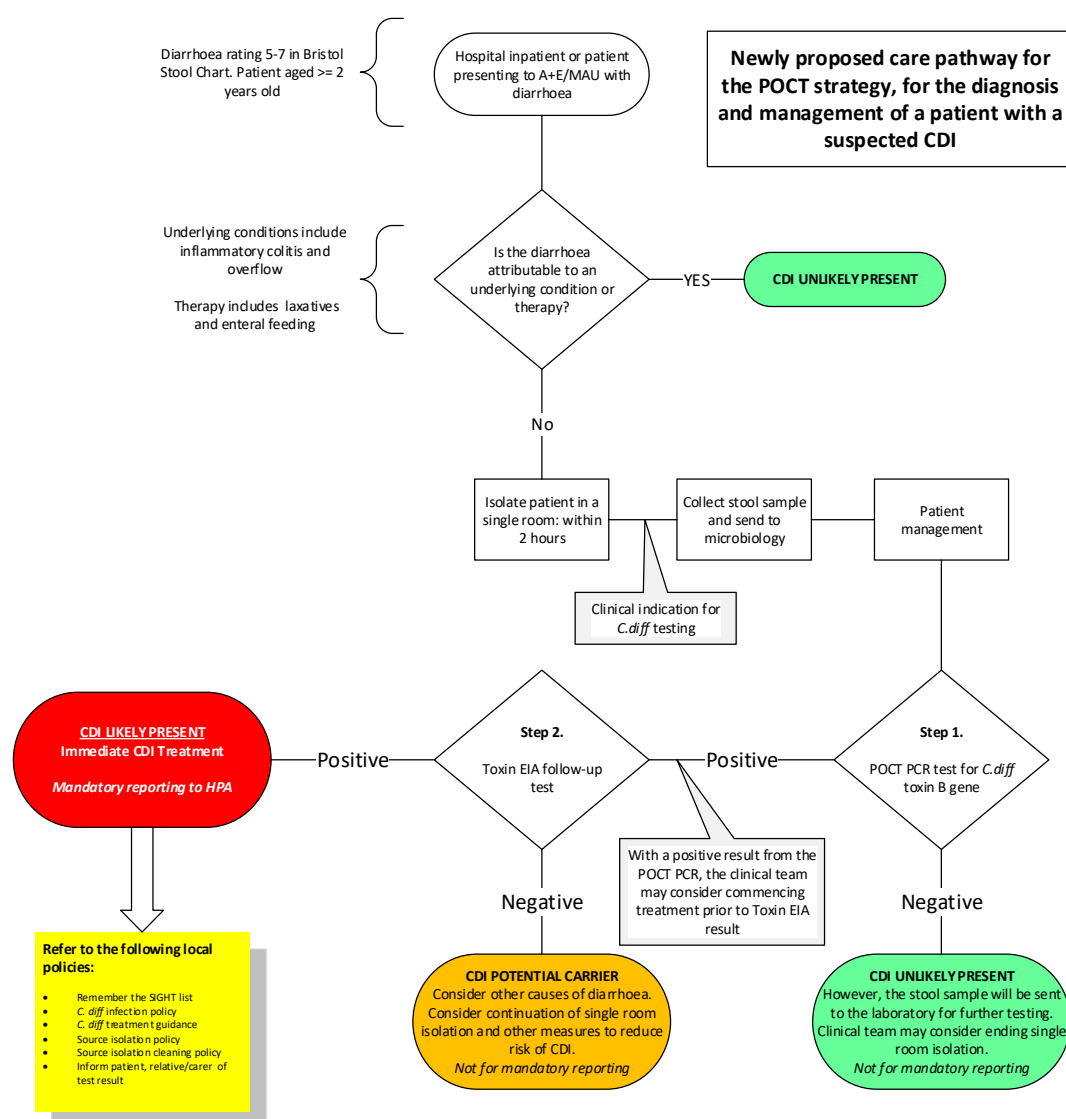 Diarrhoea rating 5-7 in Bristol
Stool Chart. Patient aged >= 2
years old
Hospital inpatient or patient
presenting to A+E/MAU with
diarrhoea
Newly proposed care pathway for
the POCT strategy, for the diagnosis
and management of a patient with a
suspected CDI
Underlying conditions include
inflammatory colitis and
overflow
Therapy includes laxatives
and enteral feeding
Is the diarrhoea
attributable to an
underlying condition or
therapy?
YES
CDI UNLIKELY PRESENT
No
Isolate patient in a
single room: within
2 hours
Collect stool sample
and send to
microbiology
Patient
management
Clinical indication for
C.diff testing
CDI LIKELY PRESENT
Immediate CDI Treatment
Mandatory reporting to HPA
Positive
Step 2.
Toxin EIA follow-up
test
Positive
Step 1.
POCT PCR test for C.diff
toxin B gene
With a positive result from the
POCT PCR, the clinical team
may consider commencing
treatment prior to Toxin EIA
result
Negative
Negative
Refer to the following local
policies:
• Remember the SIGHT list
• C. diff infection policy
• C. diff treatment guidance
• Source isolation policy
• Source isolation cleaning policy
• Inform patient, relative/carer of
test result
CDI POTENTIAL CARRIER
Consider other causes of diarrhoea.
Consider continuation of single room
isolation and other measures to reduce
risk of CDI.
Not for mandatory reporting
CDI UNLIKELY PRESENT
However, the stool sample will be sent
to the laboratory for further testing.
Clinical team may consider ending single
room isolation.
Not for mandatory reporting